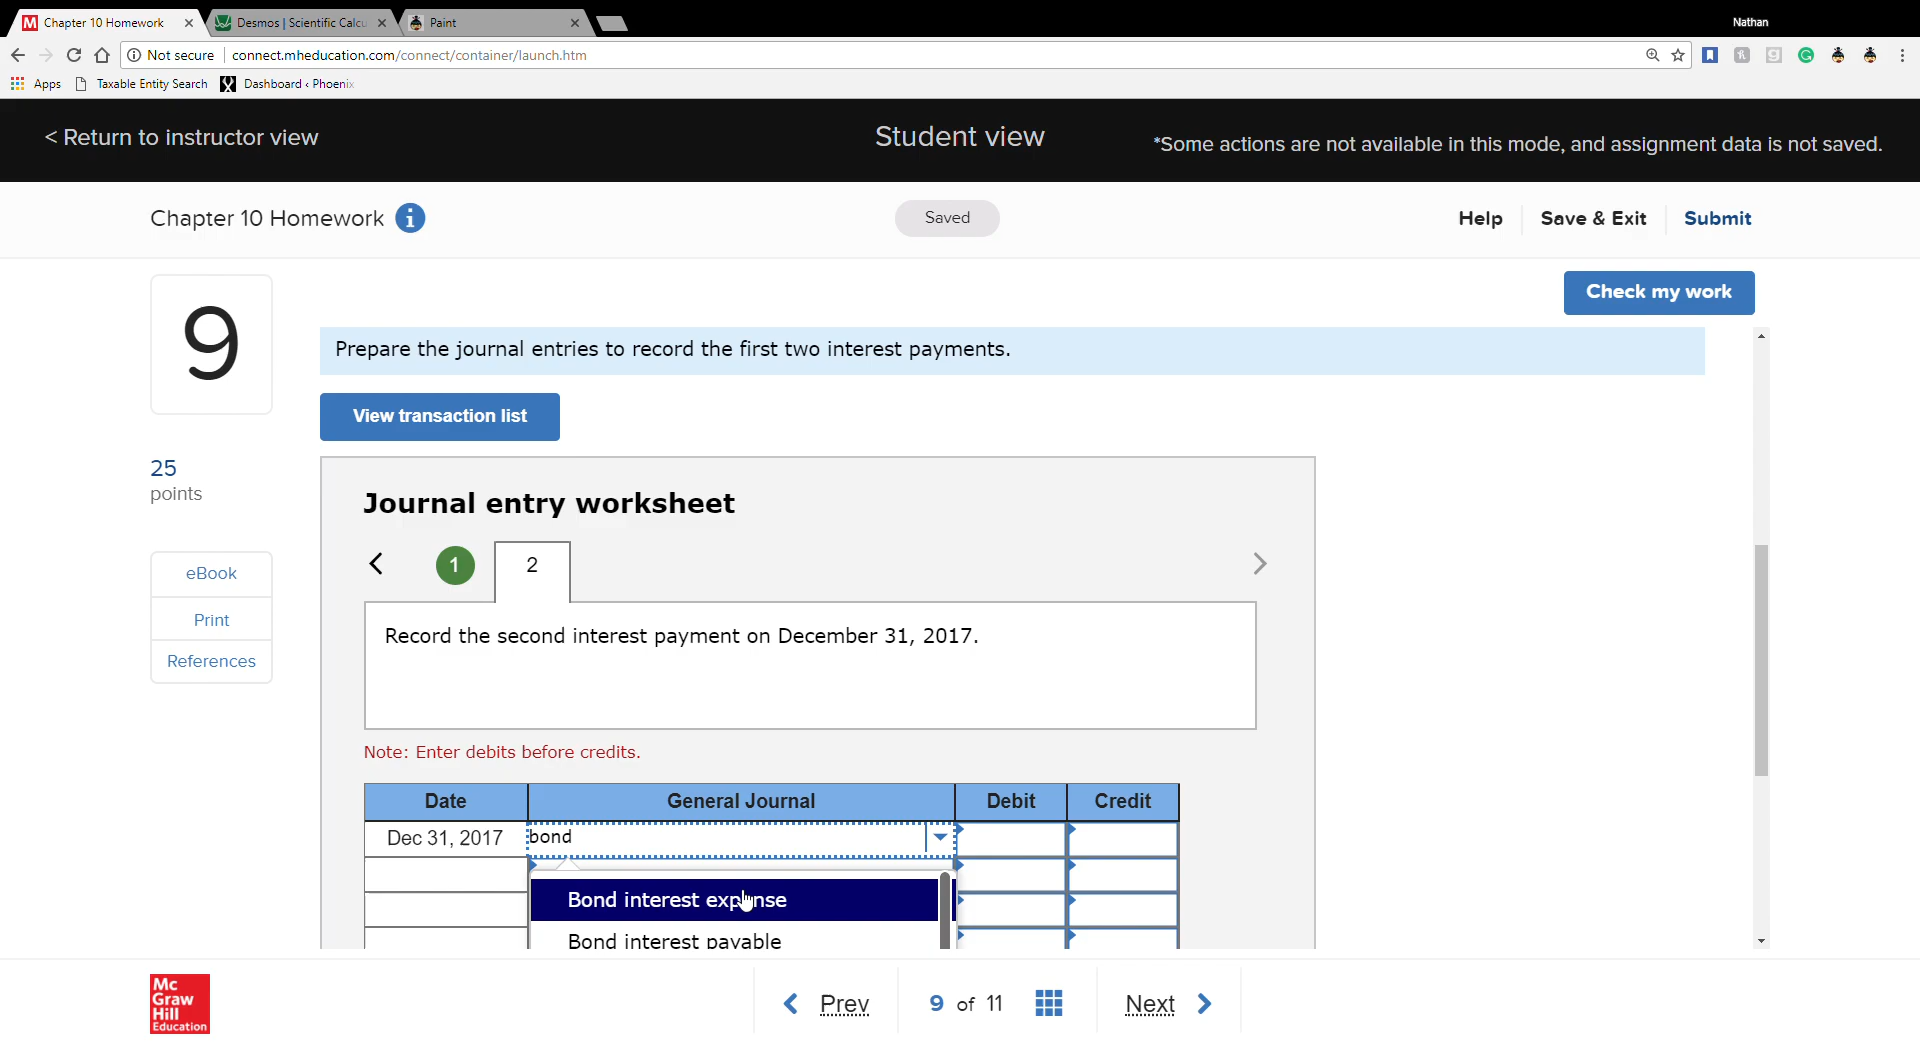 Chapter 10 Homework
Desmos | Scientific Calcu
Paint
Nathan
Not secure
connect.mheducation.com/connect/container/launch.htm
Apps
Taxable Entity Search
Dashboard ‹ Phoenix
< Return to instructor view
Student view
*Some actions are not available in this mode, and assignment data is not saved.
Chapter 10 Homework
Saved
Help
Save & Exit
Submit
9
Check my work
Prepare the journal entries to record the first two interest payments.
View transaction list
25
points
Journal entry worksheet
1
2
eBook
Print
References
Record the second interest payment on December 31, 2017.
Note: Enter debits before credits.
Date
General Journal
Debit
Credit
Dec 31, 2017
bond
Bond interest expense
Bond interest payable
Mc
Graw
Hill
Education
Prev
9 of 11
Next